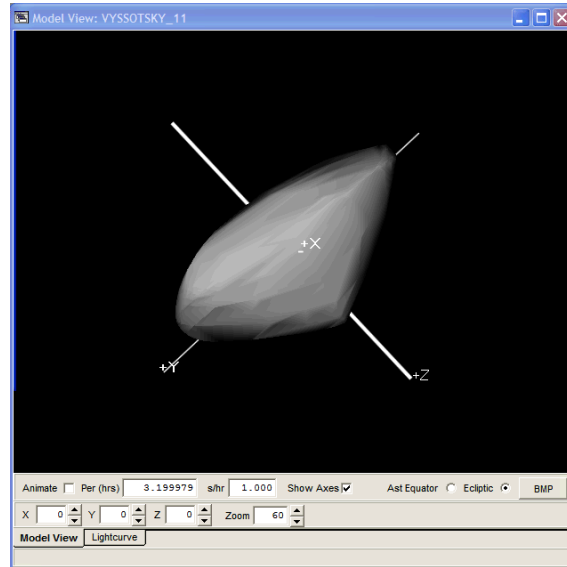 Model View: VYSSOTSKY_11
+X
-
+Y
+Z
Animate Per (hrs) 3.199979 s/hr 1.000 Show Axes Ast Equator Ecliptic BMP
X 0 Y 0 Z 0 Zoom 60
Model View Lightcurve